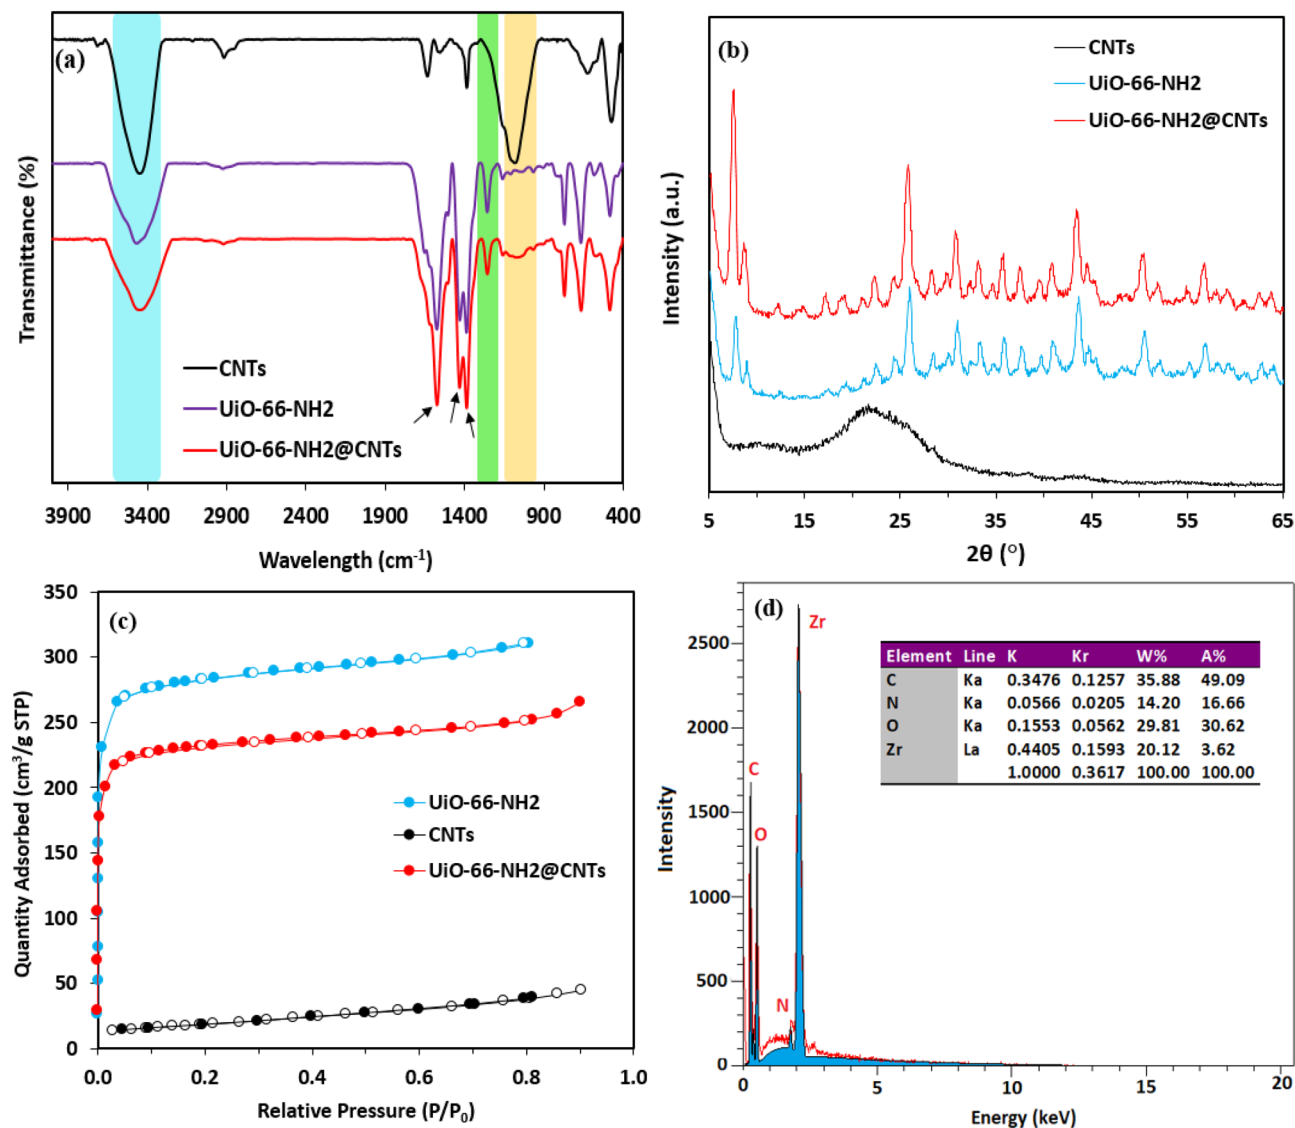 (a)
Transmittance (%)
CNTs
UiO-66-NH2
UiO-66-NH2@CNTs
3900 3400 2900 1900 1400 900 400
Wavelength (cm-1)
(b)
Intensity (a.u.)
CNTs
UiO-66-NH2
UiO-66-NH2@CNTs
5 15 25 35 45 55 65
2θ (°)
(c)
Quantity Adsorbed (cm3/g STP)
350
300
250
200
150
100
50
0
UiO-66-NH2
CNTs
UiO-66-NH2@CNTs
0.0 0.2 0.4 0.6 0.8 1.0
Relative Pressure (P/P0)
(d)
Intensity
2500
2000
1500
1000
500
0
Zr
C
O
N
Element Line K Kr W% A%
C Ka 0.3476 0.1257 35.88 49.09
N Ka 0.0566 0.0205 14.20 16.66
O Ka 0.1553 0.0562 29.81 30.62
Zr La 0.4405 0.1593 20.12 3.62
1.0000 0.3617 100.00 100.00
0 5 10 15 20
Energy (keV)